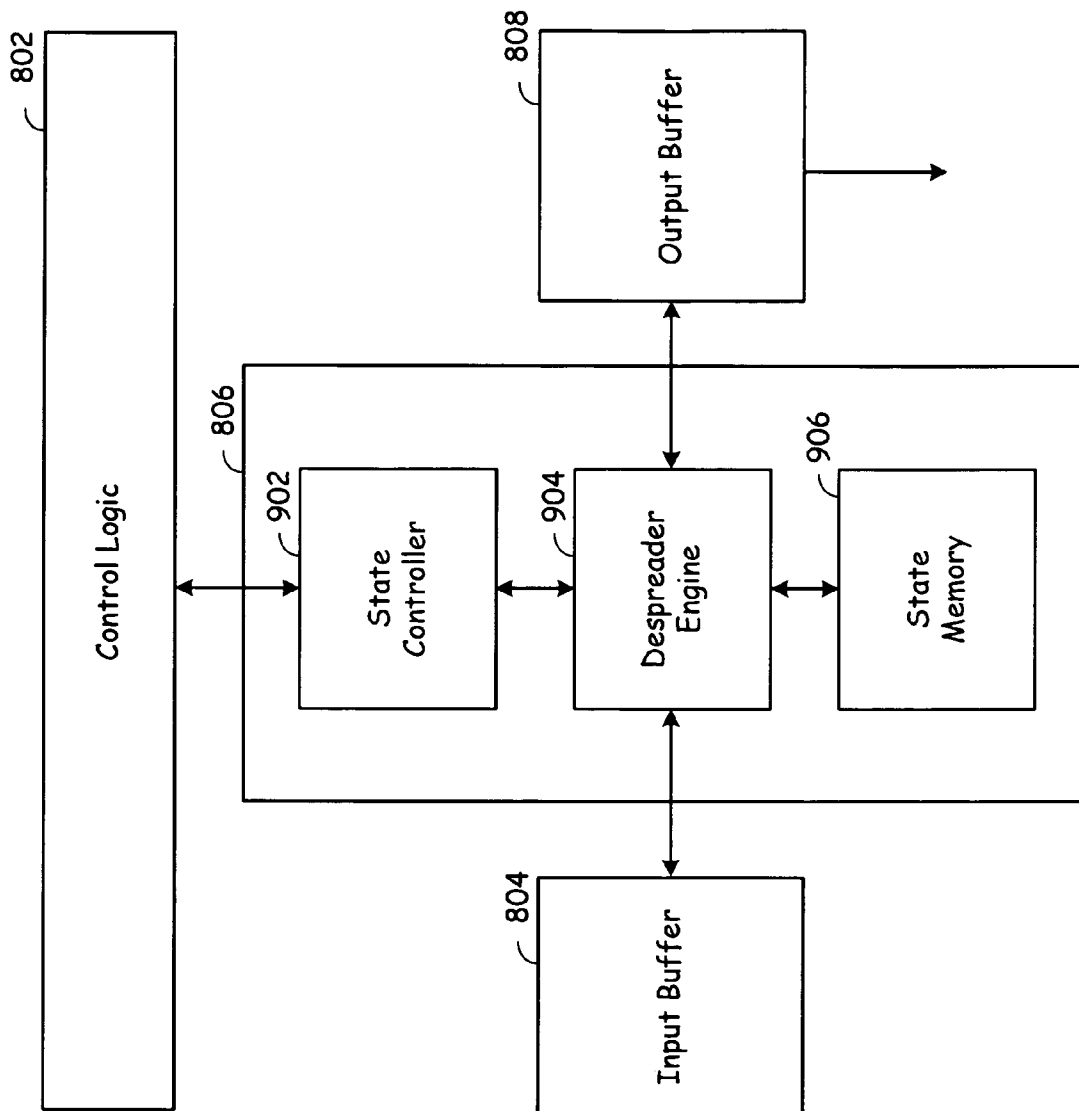 802
Control Logic
806
902
State
Controller
904
Despreader
Engine
906
State
Memory
804
Input Buffer
808
Output Buffer